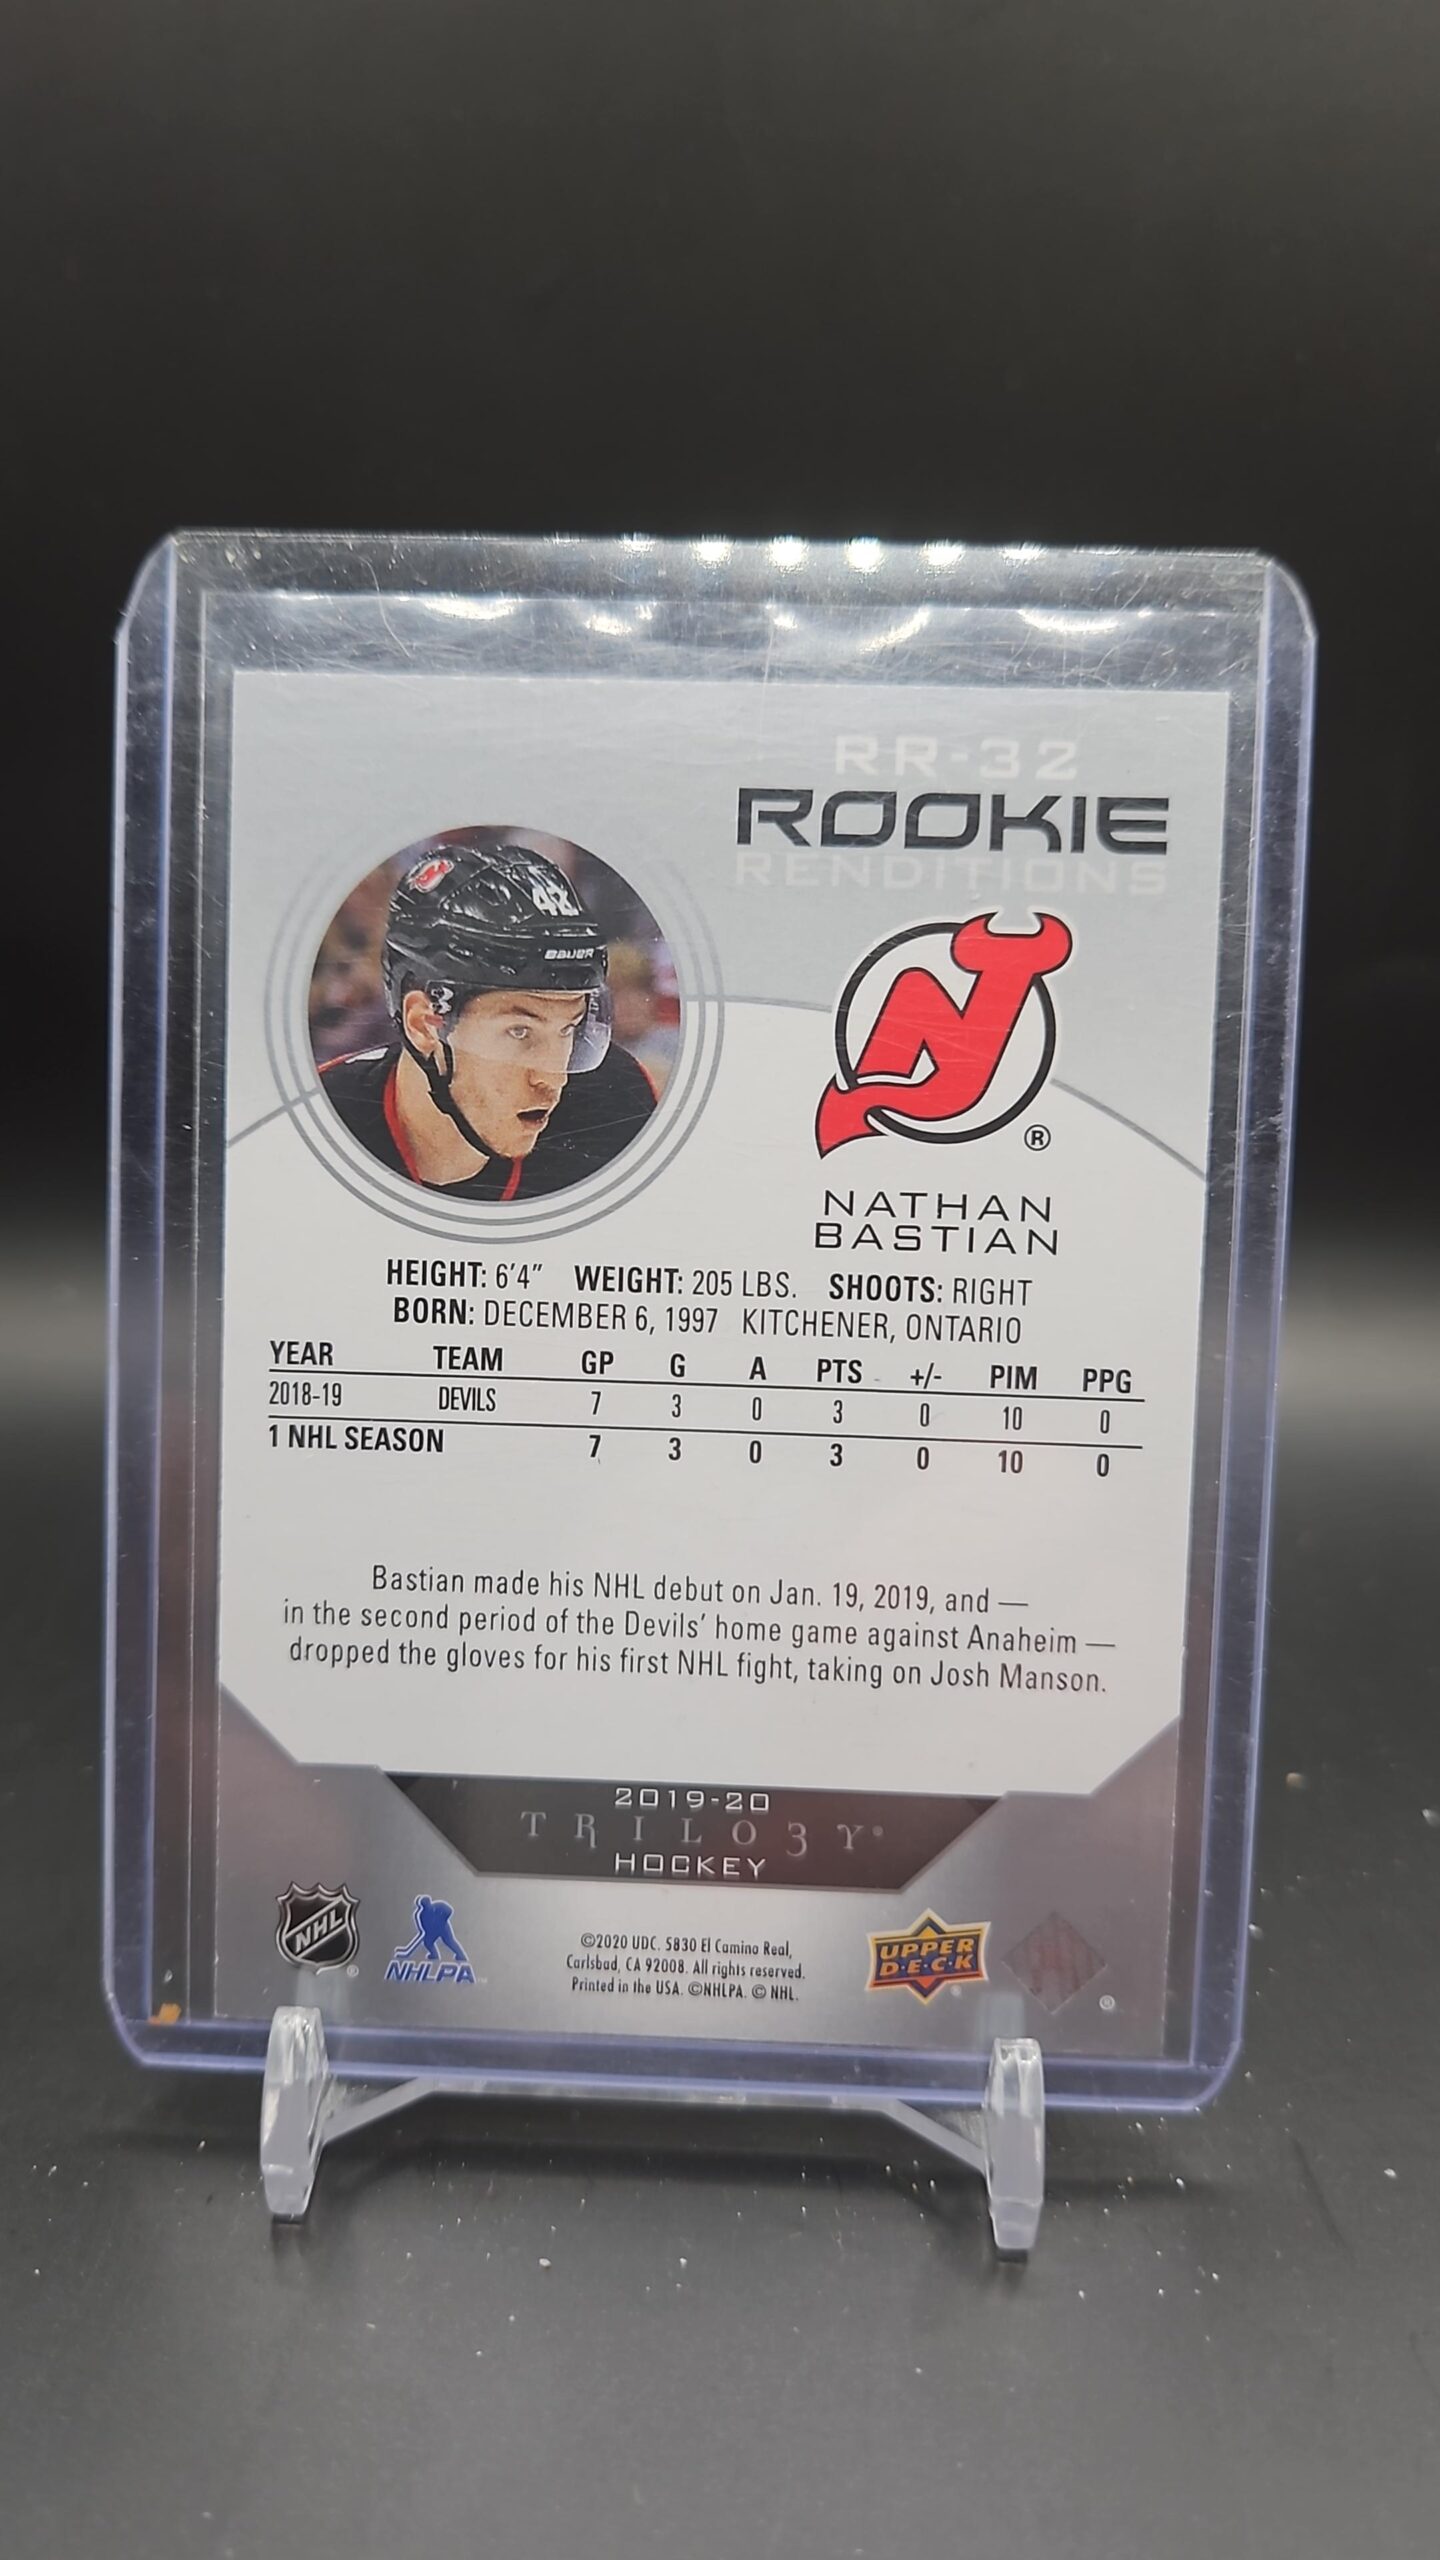 RR-32
ROOKIE
RENDITIONS
42
BAUER
NJ
®
NATHAN
BASTIAN
HEIGHT: 6'4" WEIGHT: 205 LBS. SHOOTS: RIGHT
BORN: DECEMBER 6, 1997 KITCHENER, ONTARIO
YEAR TEAM GP G A PTS +/- PIM PPG
2018-19 DEVILS 7 3 0 3 0 10 0
1 NHL SEASON 7 3 0 3 0 10 0
Bastian made his NHL debut on Jan. 19, 2019, and —
in the second period of the Devils' home game against Anaheim —
dropped the gloves for his first NHL fight, taking on Josh Manson.
2019-20
TRILO3Y®
HOCKEY
NHL ®
NHLPA
©2020 UDC. 5830 El Camino Real,
Carlsbad, CA 92008. All rights reserved.
Printed in the USA. ©NHLPA. © NHL.
UPPER
D·E·C·K ®
®